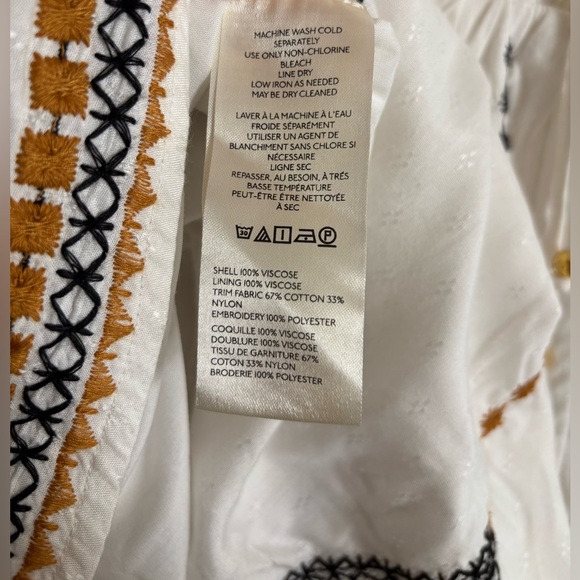 MACHINE WASH COLD
SEPARATELY
USE ONLY NON-CHLORINE
BLEACH
LINE DRY
LOW IRON AS NEEDED
MAY BE DRY CLEANED
LAVER À LA MACHINE À L'EAU
FROIDE SÉPARÉMENT
UTILISER UN AGENT DE
BLANCHIMENT SANS CHLORE SI
NÉCESSAIRE
LIGNE SEC
REPASSER, AU BESOIN, À TRÉS
BASSE TEMPÉRATURE
PEUT-ÊTRE ÊTRE NETTOYÉE
À SEC
30 P
SHELL 100% VISCOSE
LINING 100% VISCOSE
TRIM FABRIC 67% COTTON 33%
NYLON
EMBROIDERY 100% POLYESTER
COQUILLE 100% VISCOSE
DOUBLURE 100% VISCOSE
TISSU DE GARNITURE 67%
COTON 33% NYLON
BRODERIE 100% POLYESTER